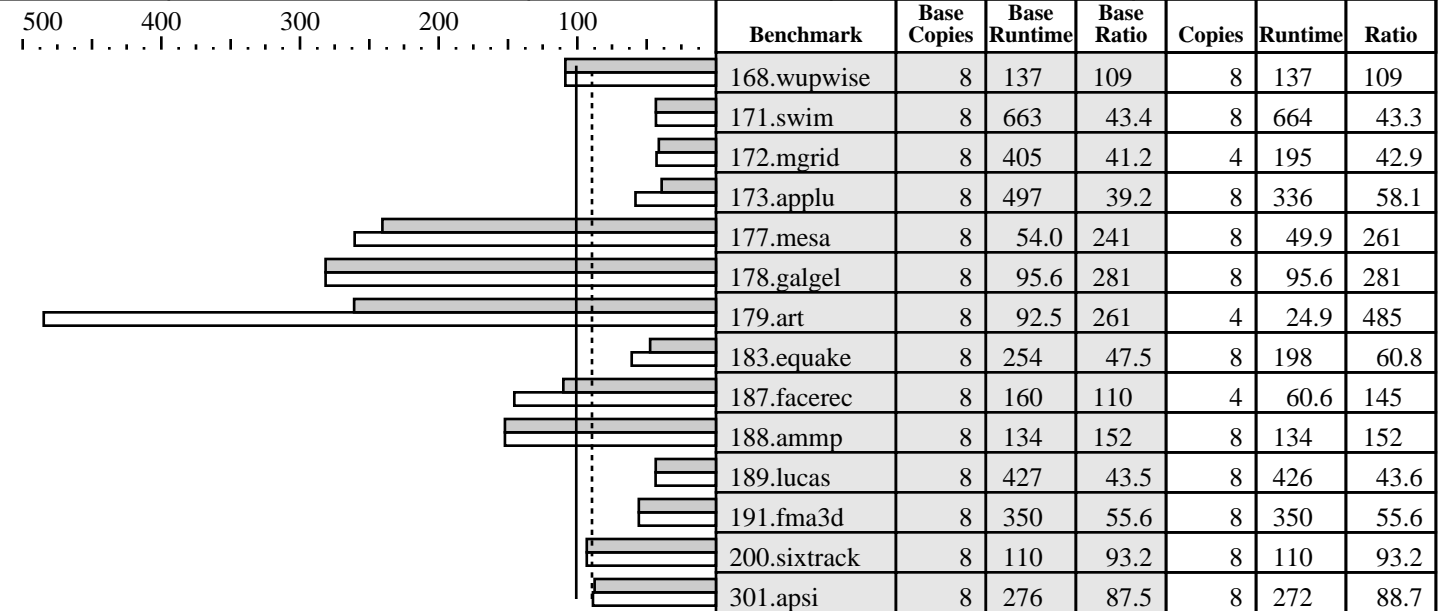 500 400 300 200 100
Benchmark Base Copies Base Runtime Base Ratio Copies Runtime Ratio
168.wupwise 8 137 109 8 137 109
171.swim 8 663 43.4 8 664 43.3
172.mgrid 8 405 41.2 4 195 42.9
173.applu 8 497 39.2 8 336 58.1
177.mesa 8 54.0 241 8 49.9 261
178.galgel 8 95.6 281 8 95.6 281
179.art 8 92.5 261 4 24.9 485
183.equake 8 254 47.5 8 198 60.8
187.facerec 8 160 110 4 60.6 145
188.ammp 8 134 152 8 134 152
189.lucas 8 427 43.5 8 426 43.6
191.fma3d 8 350 55.6 8 350 55.6
200.sixtrack 8 110 93.2 8 110 93.2
301.apsi 8 276 87.5 8 272 88.7